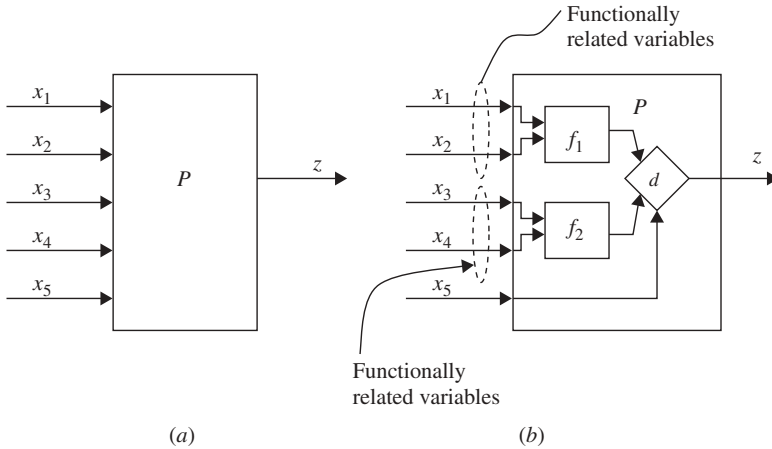 Functionally
related variables
x1
x2
x3
x4
x5
P
z
x1
x2
x3
x4
x5
P
f1
f2
d
z
Functionally
related variables
(a)
(b)